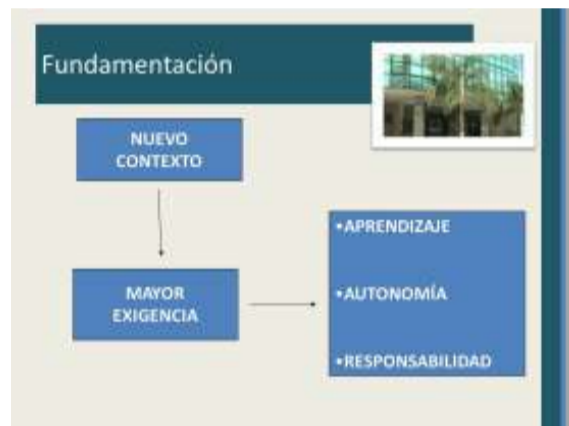 Fundamentación
NUEVO
CONTEXTO
MAYOR
EXIGENCIA
•APRENDIZAJE
•AUTONOMÍA
•RESPONSABILIDAD